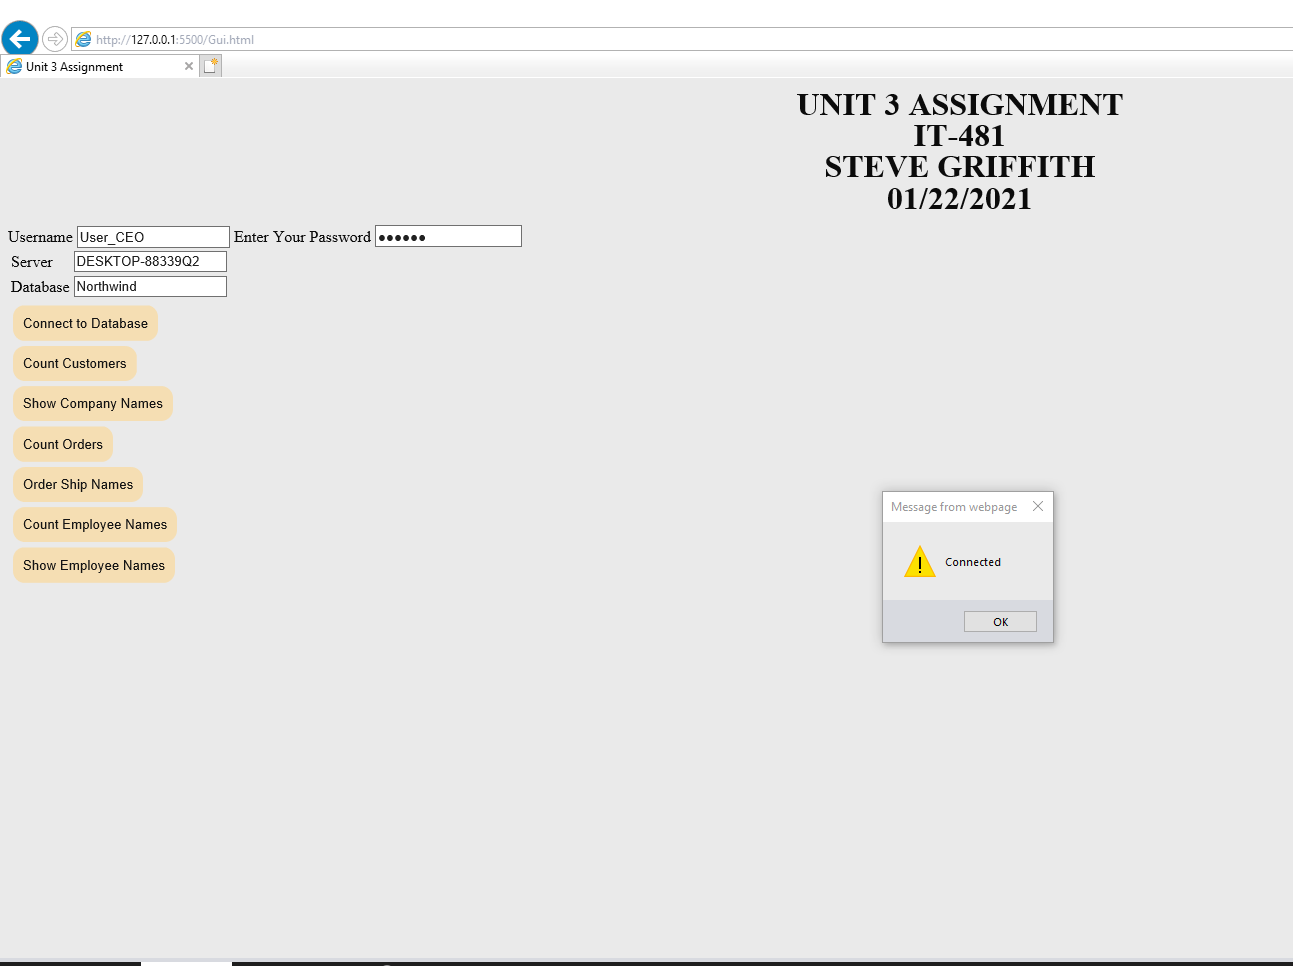 http://127.0.0.1:5500/Gui.html
Unit 3 Assignment
UNIT 3 ASSIGNMENT
IT-481
STEVE GRIFFITH
01/22/2021
Username User_CEO Enter Your Password ●●●●●●
Server DESKTOP-88339Q2
Database Northwind
Connect to Database
Count Customers
Show Company Names
Count Orders
Order Ship Names
Count Employee Names
Show Employee Names
Message from webpage
Connected
OK